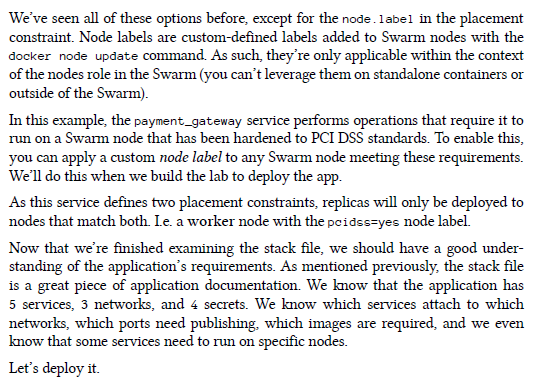 We've seen all of these options before, except for the node.label in the placement
constraint. Node labels are custom-defined labels added to Swarm nodes with the
docker node update command. As such, they're only applicable within the context
of the nodes role in the Swarm (you can't leverage them on standalone containers or
outside of the Swarm).
In this example, the payment_gateway service performs operations that require it to
run on a Swarm node that has been hardened to PCI DSS standards. To enable this,
you can apply a custom node label to any Swarm node meeting these requirements.
We'll do this when we build the lab to deploy the app.
As this service defines two placement constraints, replicas will only be deployed to
nodes that match both. I.e. a worker node with the pcidss=yes node label.
Now that we're finished examining the stack file, we should have a good under-
standing of the application's requirements. As mentioned previously, the stack file
is a great piece of application documentation. We know that the application has
5 services, 3 networks, and 4 secrets. We know which services attach to which
networks, which ports need publishing, which images are required, and we even
know that some services need to run on specific nodes.
Let's deploy it.